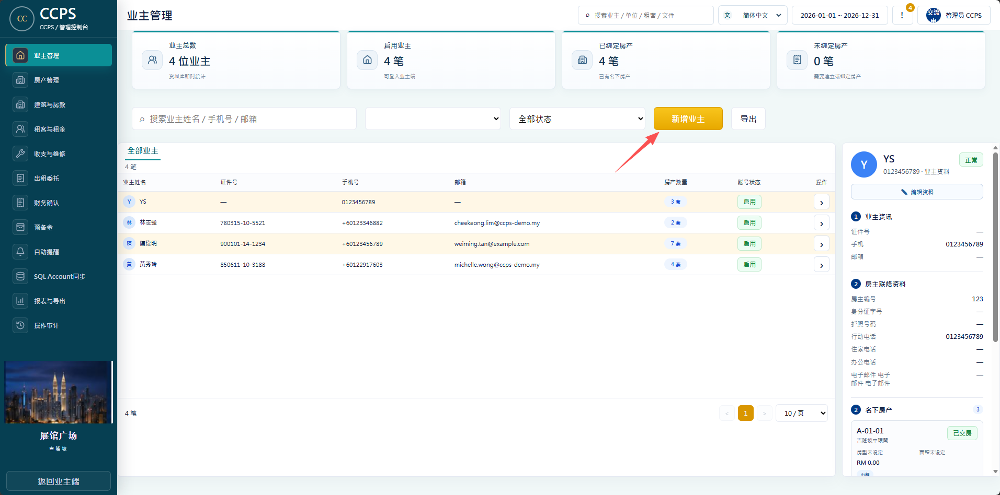 CC
CCPS
CCPS / 管理控制台
业主管理
房产管理
建筑与房款
租客与租金
收支与维修
出租委托
财务确认
预备金
自动提醒
SQL Account同步
报表与导出
操作审计
展馆广场
吉隆坡
返回业主端
业主管理
搜索业主 / 单位 / 租客 / 文件
文 简体中文
2026-01-01 ~ 2026-12-31
! 4
交流电
管理员 CCPS
业主总数
4 位业主
资料库即时统计
启用业主
4 笔
可登入业主端
已绑定房产
4 笔
已有名下房产
未绑定房产
0 笔
需要建立或绑定房产
搜索业主姓名 / 手机号 / 邮箱
全部状态
新增业主
导出
全部业主
4 笔
业主姓名 证件号 手机号 邮箱 房产数量 账号状态 操作
Y YS — 0123456789 — 3 套 启用 ›
林 林志強 780315-10-5521 +60123346882 cheekeong.lim@ccps-demo.my 2 套 启用 ›
陳 陳偉明 900101-14-1234 +60123456789 weiming.tan@example.com 7 套 启用 ›
黃 黃秀玲 850611-10-3188 +60122917603 michelle.wong@ccps-demo.my 4 套 启用 ›
4 笔
< 1 > 10 / 页
Y
YS
0123456789 · 业主资料
正常
编辑资料
1 业主资讯
证件号 —
手机 0123456789
邮箱 —
2 房主联络资料
房主编号 123
身分证字号 —
护照号码 —
行动电话 0123456789
住家电话 —
办公电话 —
电子邮件 电子 —
邮件 电子邮件
2 名下房产 3
A-01-01
已交房
吉隆坡中環閣
房型未设定 面积未设定
RM 0.00
出租